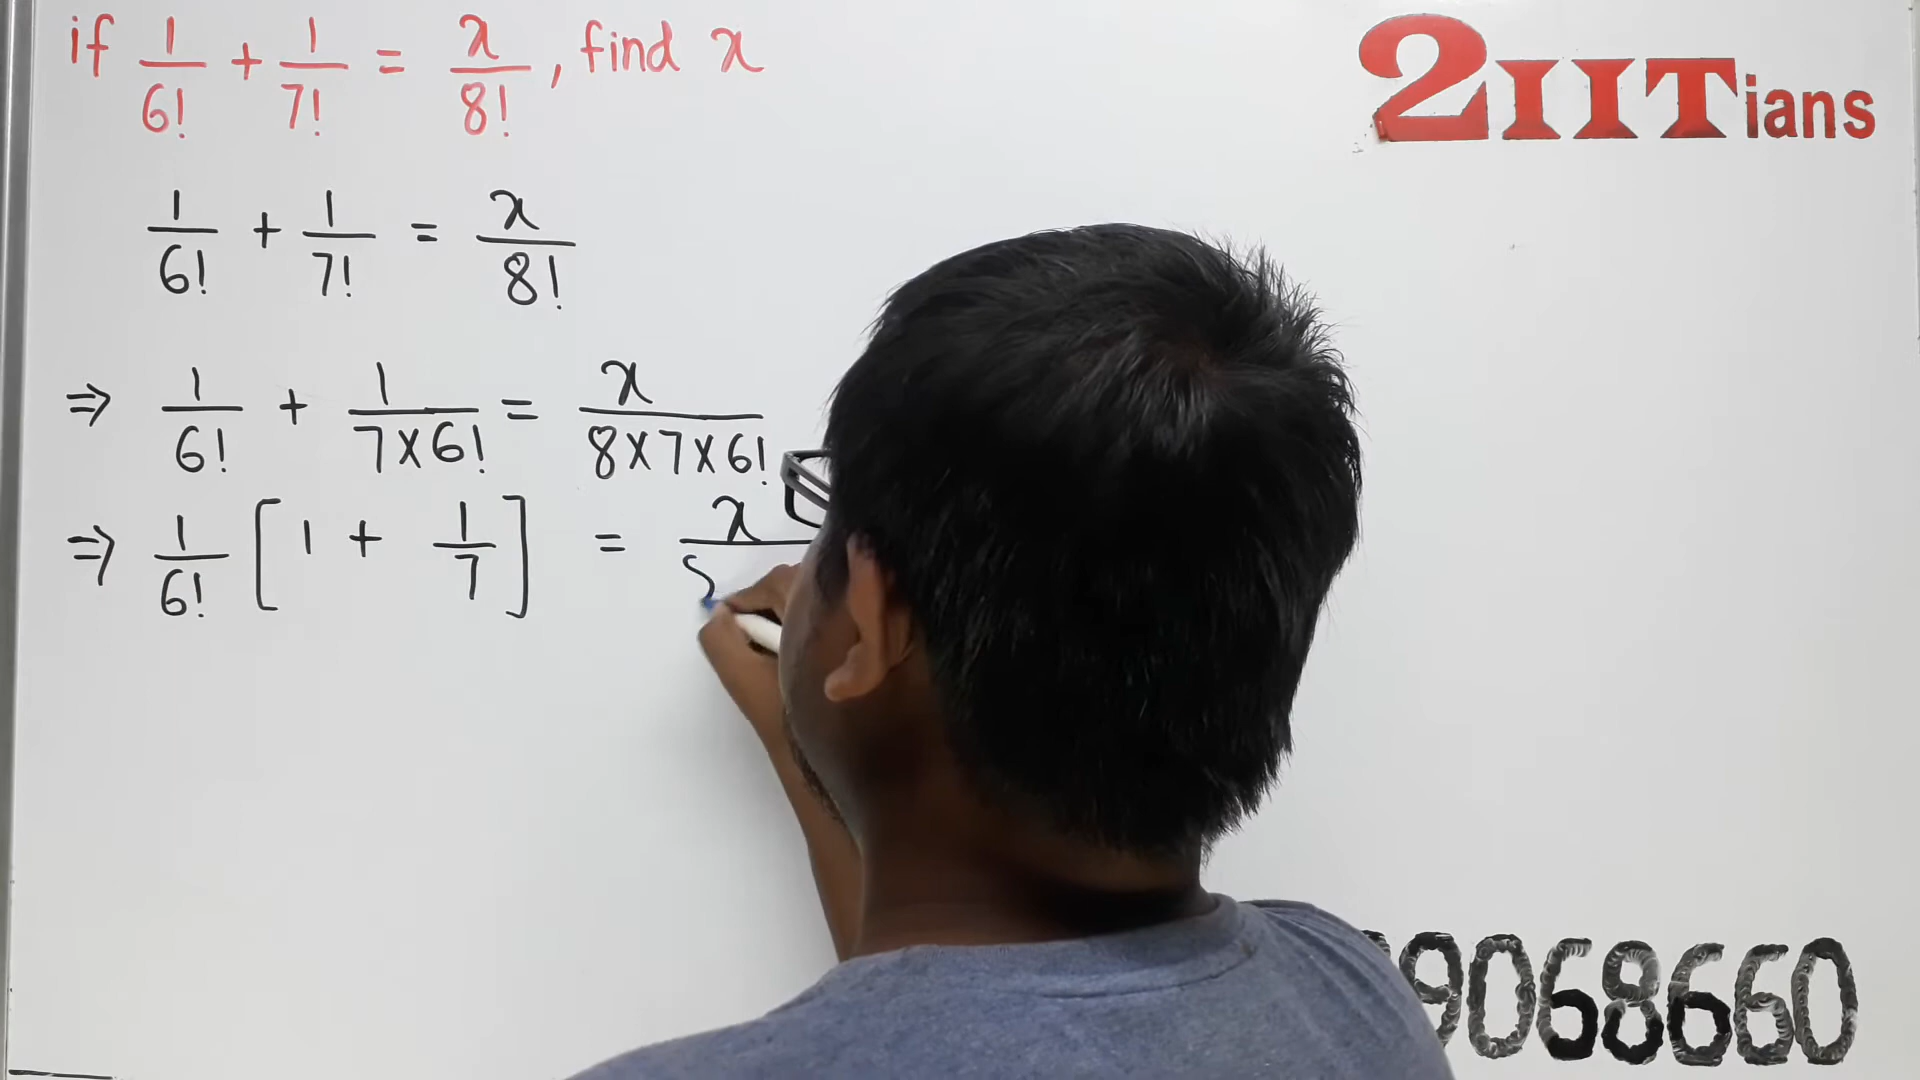 if 1/6! + 1/7! = x/8!, find x
2IITians
1/6! + 1/7! = x/8!
⇒ 1/6! + 1/7×6! = x/8×7×6!
⇒ 1/6! [1 + 1/7] = x/
9068660